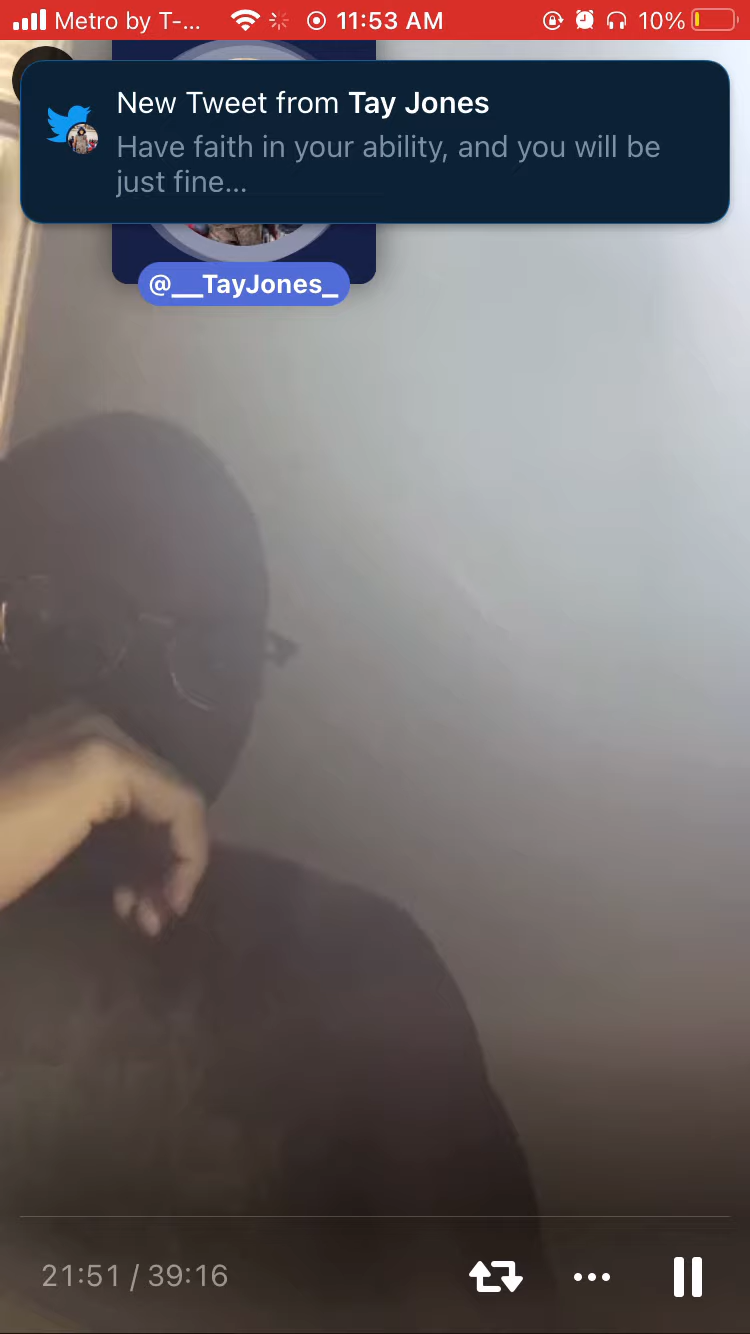 Metro by T-... 11:53 AM 10%
New Tweet from Tay Jones
Have faith in your ability, and you will be
just fine...
@__TayJones_
21:51 / 39:16